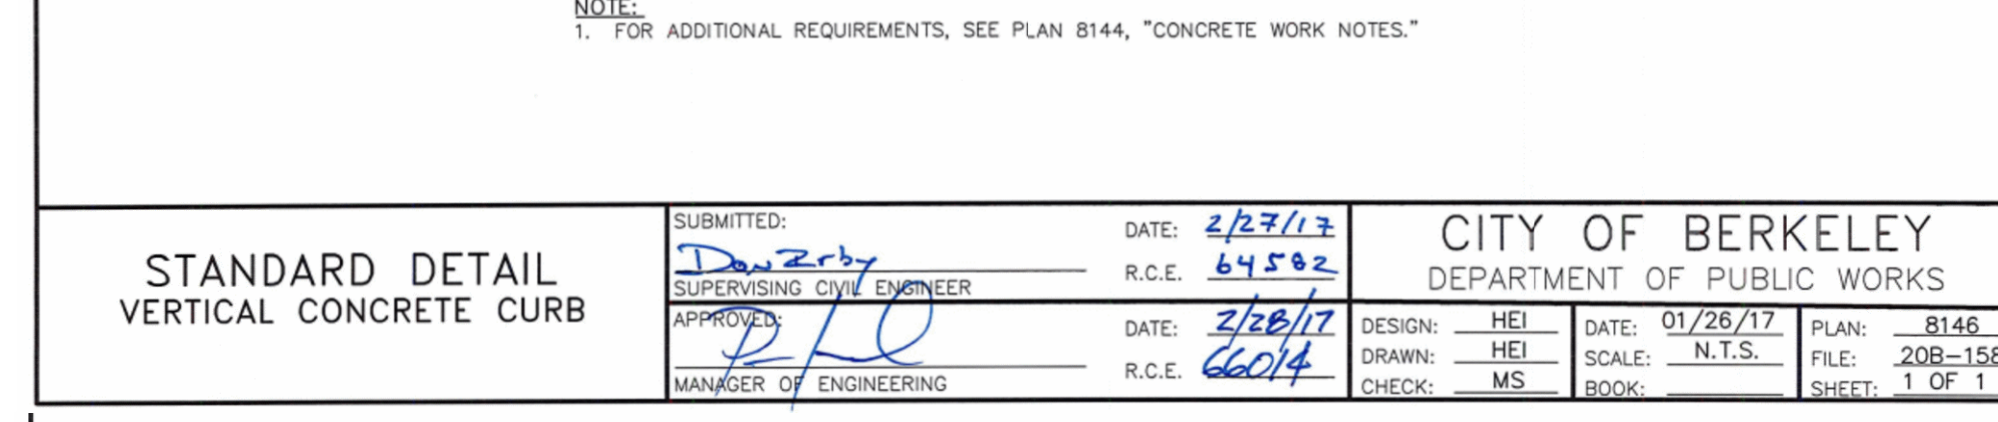 NOTE:
1. FOR ADDITIONAL REQUIREMENTS, SEE PLAN 8144, "CONCRETE WORK NOTES."
STANDARD DETAIL
VERTICAL CONCRETE CURB
SUBMITTED:
DATE: 2/27/17
R.C.E. 64582
SUPERVISING CIVIL ENGINEER
APPROVED:
DATE: 2/28/17
R.C.E. 66014
MANAGER OF ENGINEERING
CITY OF BERKELEY
DEPARTMENT OF PUBLIC WORKS
DESIGN: HEI
DRAWN: HEI
CHECK: MS
DATE: 01/26/17
SCALE: N.T.S.
BOOK:
PLAN: 8146
FILE: 20B-158
SHEET: 1 OF 1